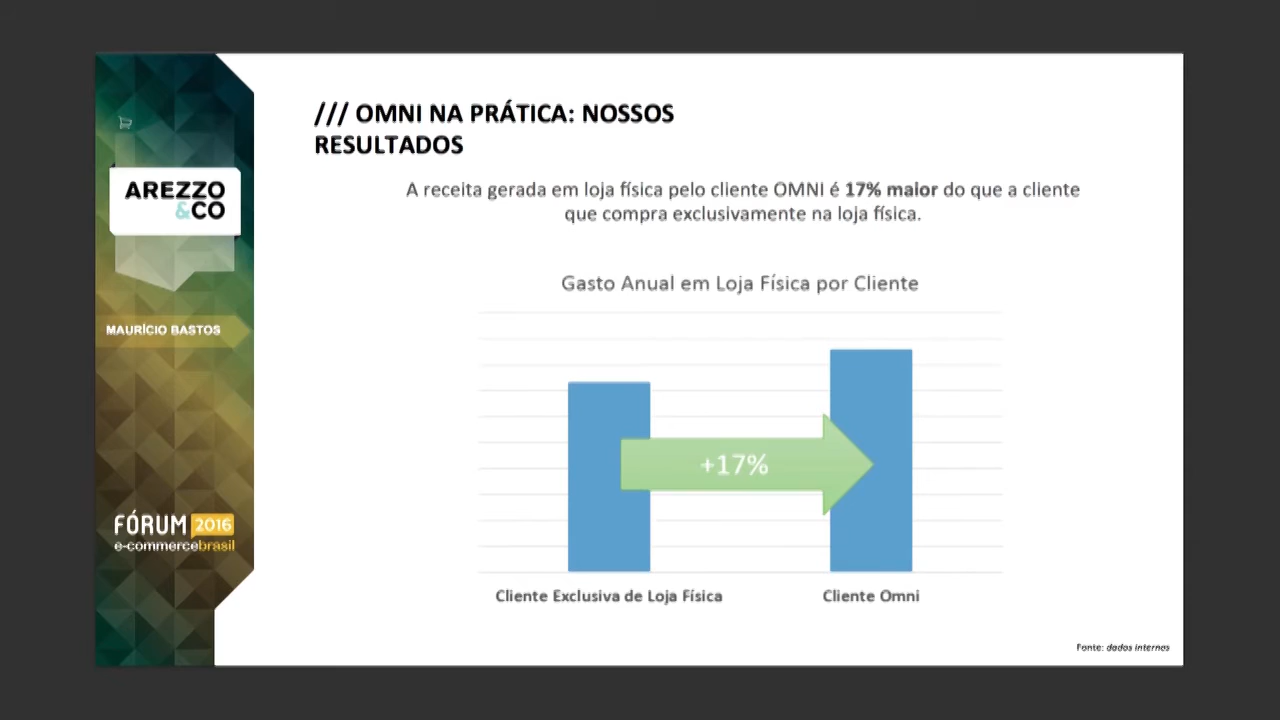 /// OMNI NA PRÁTICA: NOSSOS
RESULTADOS
AREZZO
&CO
A receita gerada em loja física pelo cliente OMNI é 17% maior do que a cliente
que compra exclusivamente na loja física.
Gasto Anual em Loja Física por Cliente
MAURÍCIO BASTOS
+17%
FÓRUM 2016
e-commercebrasil
Cliente Exclusiva de Loja Física
Cliente Omni
Fonte: dados internos